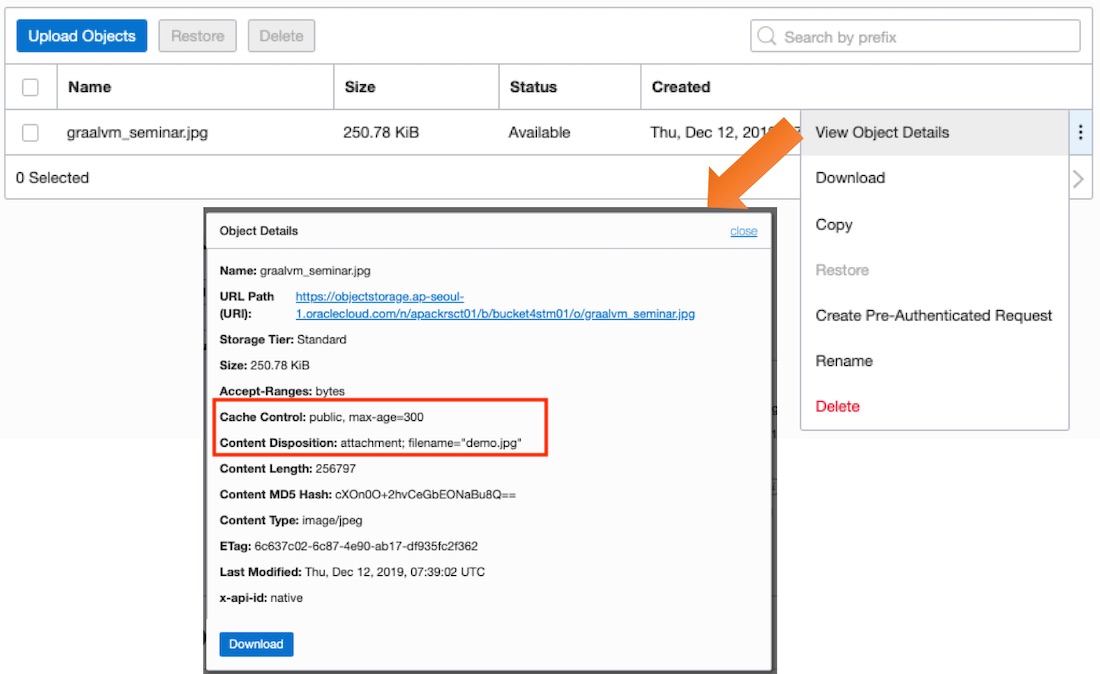 Upload Objects Restore Delete Search by prefix
Name Size Status Created
graalvm_seminar.jpg 250.78 KiB Available Thu, Dec 12, 2019
0 Selected
View Object Details
Download
Copy
Restore
Create Pre-Authenticated Request
Rename
Delete
Object Details close
Name: graalvm_seminar.jpg
URL Path https://objectstorage.ap-seoul-
(URI): 1.oraclecloud.com/n/apackrsct01/b/bucket4stm01/o/graalvm_seminar.jpg
Storage Tier: Standard
Size: 250.78 KiB
Accept-Ranges: bytes
Cache Control: public, max-age=300
Content Disposition: attachment; filename="demo.jpg"
Content Length: 256797
Content MD5 Hash: cXOn0O+2hvCeGbEONaBu8Q==
Content Type: image/jpeg
ETag: 6c637c02-6c87-4e90-ab17-df935fc2f362
Last Modified: Thu, Dec 12, 2019, 07:39:02 UTC
x-api-id: native
Download